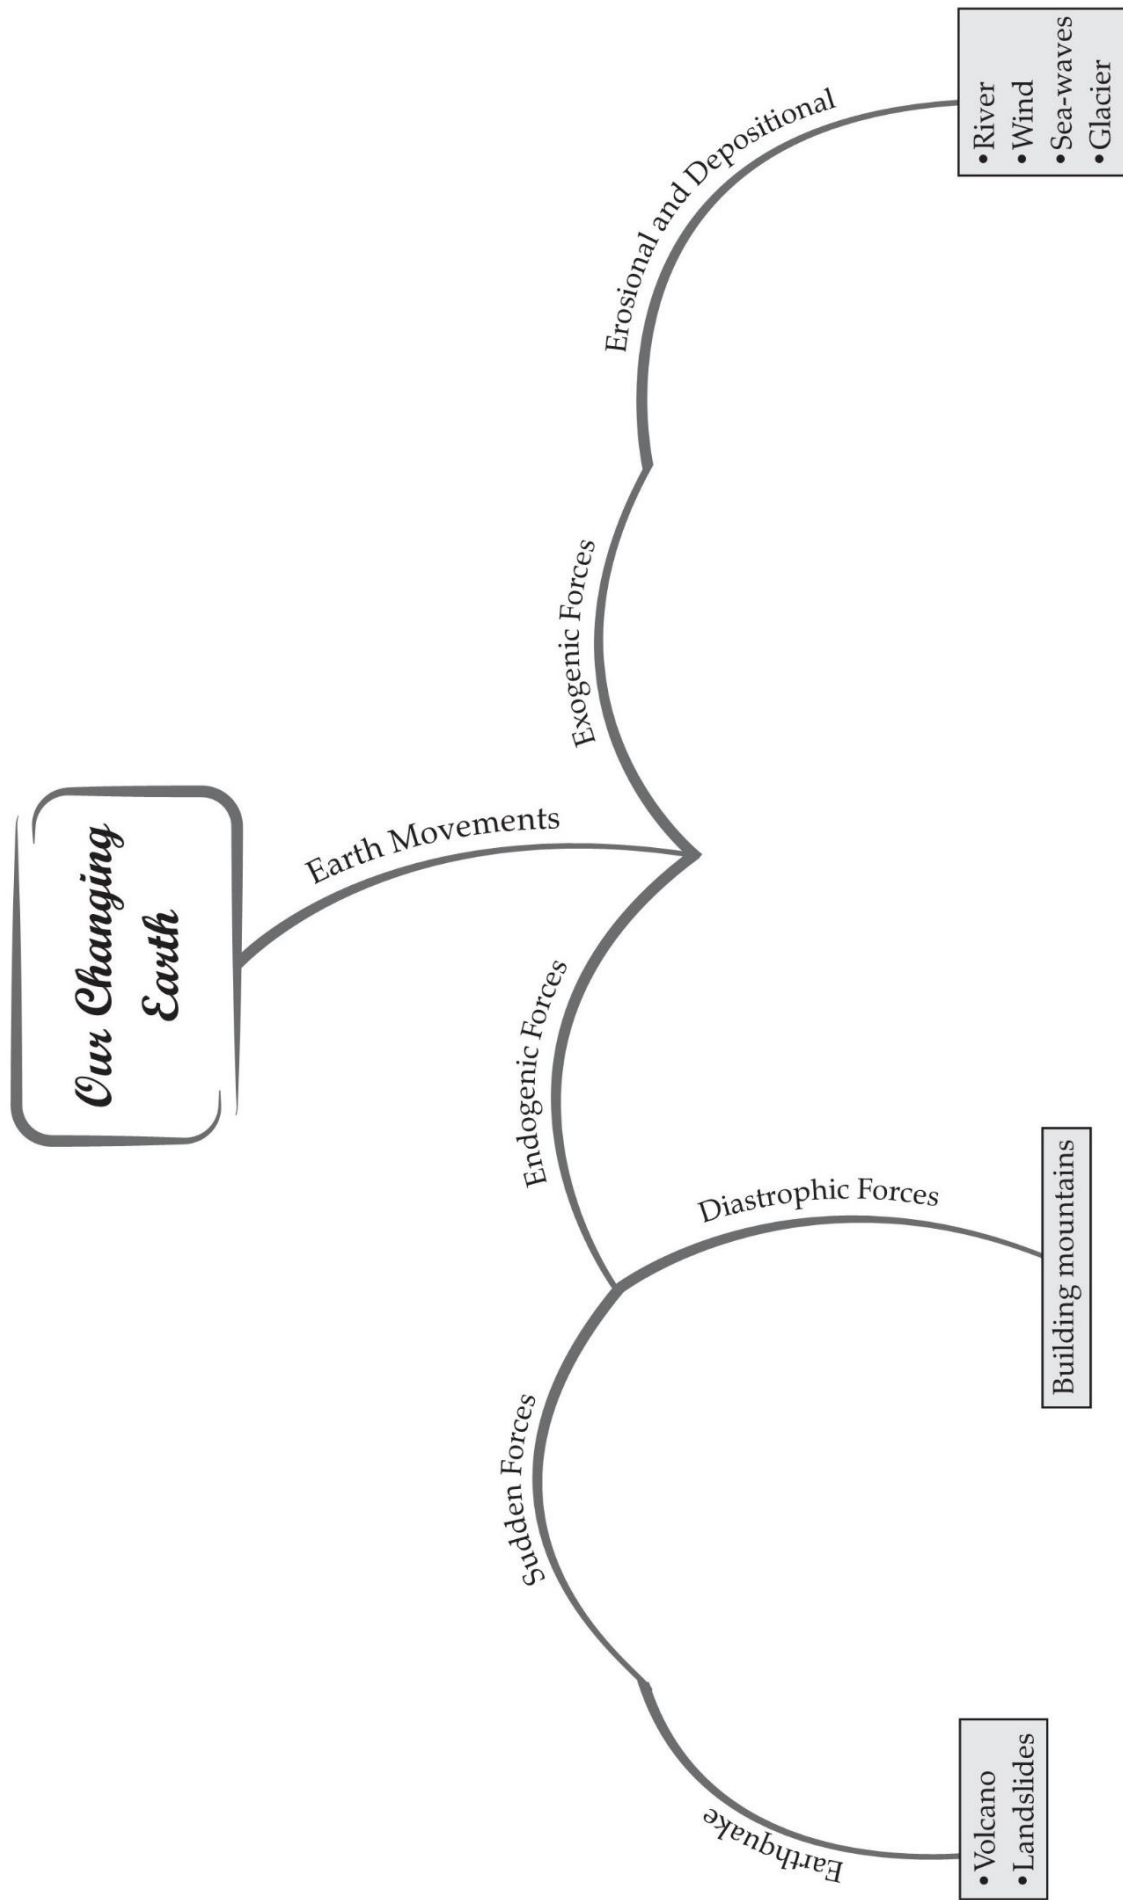 Our Changing
Earth
Earth Movements
Endogenic Forces
Exogenic Forces
Sudden Forces
Diastrophic Forces
Erosional and Depositional
Earthquake
•Volcano
•Landslides
Building mountains
•River
•Wind
•Sea-waves
•Glacier